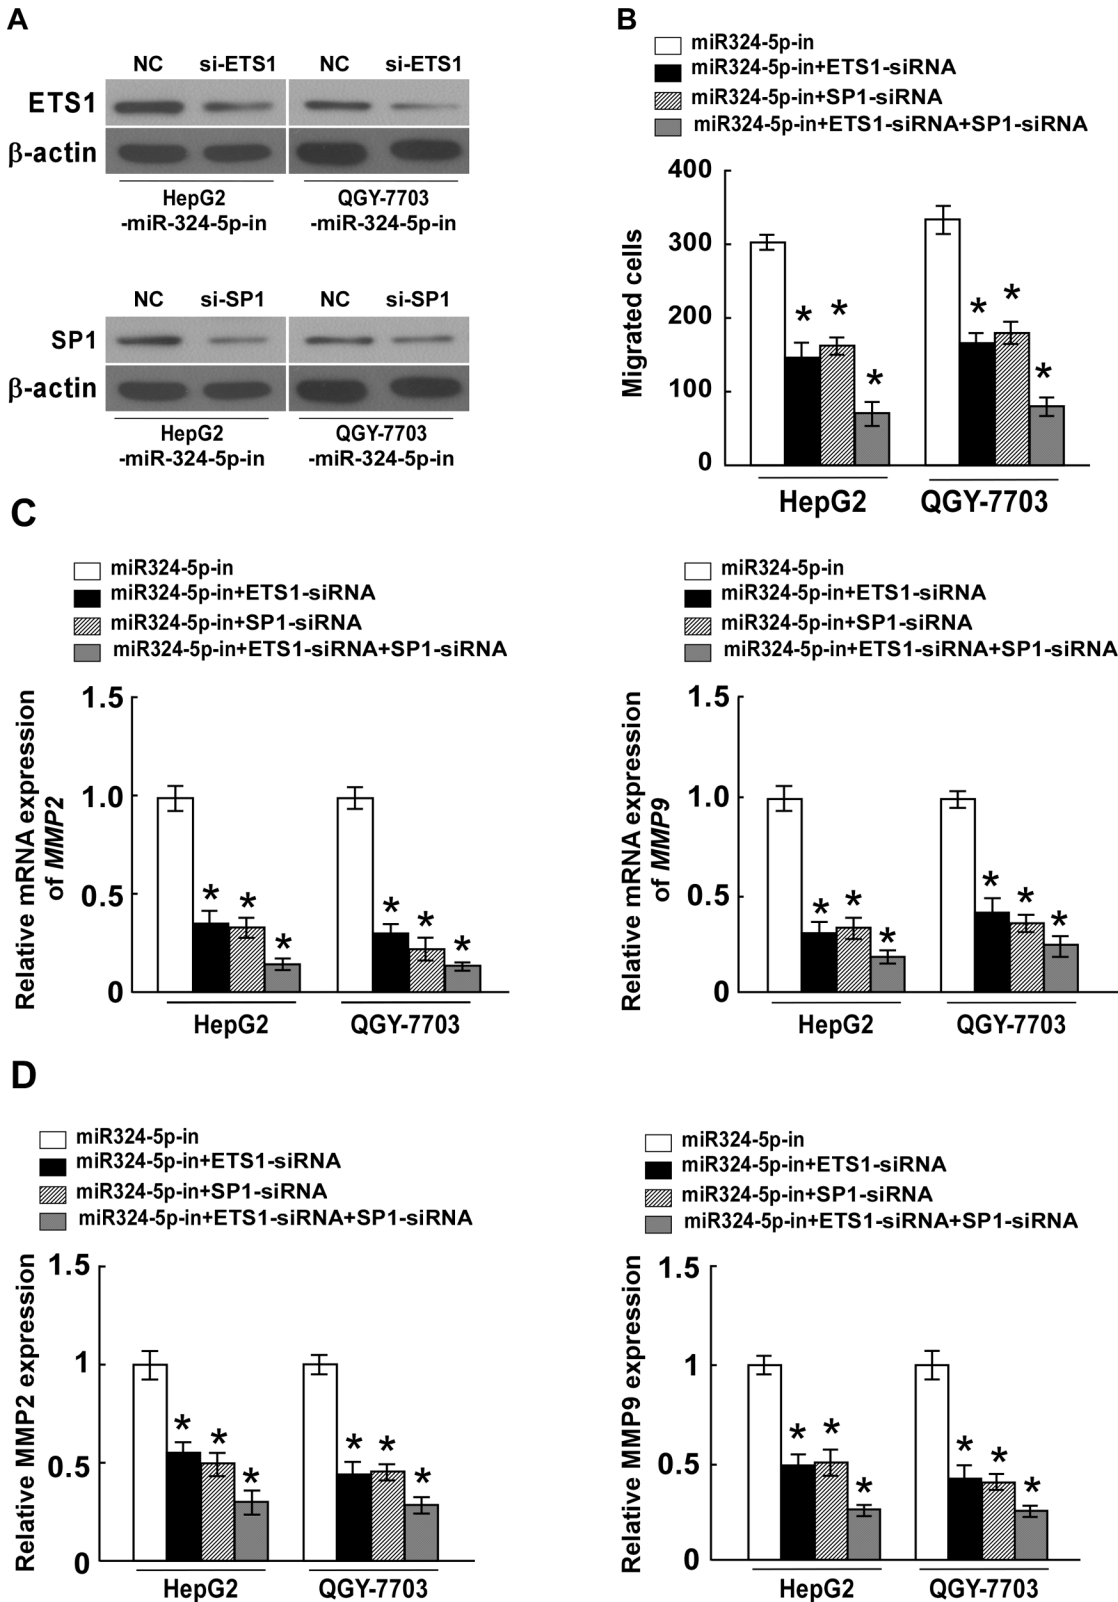 A
NC si-ETS1 NC si-ETS1
ETS1
β-actin
HepG2 QGY-7703
-miR-324-5p-in -miR-324-5p-in
NC si-SP1 NC si-SP1
SP1
β-actin
HepG2 QGY-7703
-miR-324-5p-in -miR-324-5p-in
B
miR324-5p-in
miR324-5p-in+ETS1-siRNA
miR324-5p-in+SP1-siRNA
miR324-5p-in+ETS1-siRNA+SP1-siRNA
Migrated cells
400
300
200
100
0
* * * * * *
HepG2 QGY-7703
C
miR324-5p-in
miR324-5p-in+ETS1-siRNA
miR324-5p-in+SP1-siRNA
miR324-5p-in+ETS1-siRNA+SP1-siRNA
Relative mRNA expression
of MMP2
1.5
1.0
0.5
0
* * * * * *
HepG2 QGY-7703
miR324-5p-in
miR324-5p-in+ETS1-siRNA
miR324-5p-in+SP1-siRNA
miR324-5p-in+ETS1-siRNA+SP1-siRNA
Relative mRNA expression
of MMP9
1.5
1.0
0.5
0
* * * * * *
HepG2 QGY-7703
D
miR324-5p-in
miR324-5p-in+ETS1-siRNA
miR324-5p-in+SP1-siRNA
miR324-5p-in+ETS1-siRNA+SP1-siRNA
Relative MMP2 expression
1.5
1
0.5
0
* * * * * *
HepG2 QGY-7703
miR324-5p-in
miR324-5p-in+ETS1-siRNA
miR324-5p-in+SP1-siRNA
miR324-5p-in+ETS1-siRNA+SP1-siRNA
Relative MMP9 expression
1.5
1
0.5
0
* * * * * *
HepG2 QGY-7703